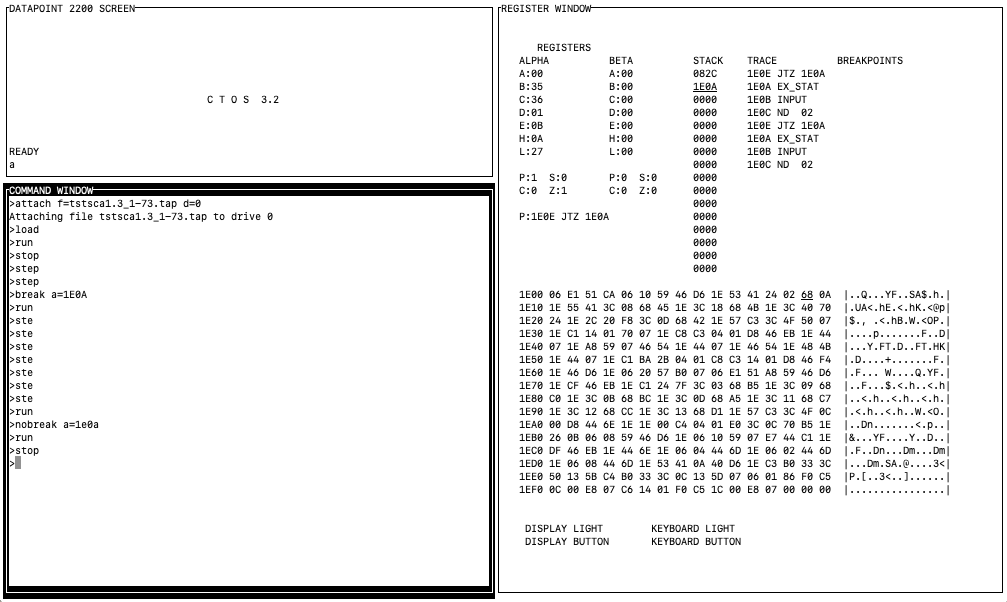 DATAPOINT 2200 SCREEN
C T O S  3.2
READY
a
COMMAND WINDOW
>attach f=tstsca1.3_1-73.tap d=0
Attaching file tstsca1.3_1-73.tap to drive 0
>load
>run
>stop
>step
>step
>break a=1E0A
>run
>ste
>ste
>ste
>ste
>ste
>ste
>ste
>ste
>run
>nobreak a=1e0a
>run
>stop
>
REGISTER WINDOW
REGISTERS
ALPHA BETA STACK TRACE BREAKPOINTS
A:00 A:00 082C 1E0E JTZ 1E0A
B:35 B:00 1E0A 1E0A EX_STAT
C:36 C:00 0000 1E0B INPUT
D:01 D:00 0000 1E0C ND  02
E:0B E:00 0000 1E0E JTZ 1E0A
H:0A H:00 0000 1E0A EX_STAT
L:27 L:00 0000 1E0B INPUT
0000 1E0C ND  02
P:1  S:0 P:0  S:0 0000
C:0  Z:1 C:0  Z:0 0000
0000
P:1E0E JTZ 1E0A 0000
0000
0000
0000
0000
1E00 06 E1 51 CA 06 10 59 46 D6 1E 53 41 24 02 68 0A |..Q...YF..SA$.h.|
1E10 1E 55 41 3C 08 68 45 1E 3C 18 68 4B 1E 3C 40 70 |.UA<.hE.<.hK.<@p|
1E20 24 1E 2C 20 F8 3C 0D 68 42 1E 57 C3 3C 4F 50 07 |$., .<.hB.W.<OP.|
1E30 1E C1 14 01 70 07 1E C8 C3 04 01 D8 46 EB 1E 44 |....p.......F..D|
1E40 07 1E A8 59 07 46 54 1E 44 07 1E 46 54 1E 48 4B |...Y.FT.D..FT.HK|
1E50 1E 44 07 1E C1 BA 2B 04 01 C8 C3 14 01 D8 46 F4 |.D....+.......F.|
1E60 1E 46 D6 1E 06 20 57 B0 07 06 E1 51 A8 59 46 D6 |.F... W....Q.YF.|
1E70 1E CF 46 EB 1E C1 24 7F 3C 03 68 B5 1E 3C 09 68 |..F...$.<.h..<.h|
1E80 C0 1E 3C 0B 68 BC 1E 3C 0D 68 A5 1E 3C 11 68 C7 |..<.h..<.h..<.h.|
1E90 1E 3C 12 68 CC 1E 3C 13 68 D1 1E 57 C3 3C 4F 0C |.<.h..<.h..W.<O.|
1EA0 00 D8 44 6E 1E 1E 00 C4 04 01 E0 3C 0C 70 B5 1E |..Dn.......<.p..|
1EB0 26 0B 06 08 59 46 D6 1E 06 10 59 07 E7 44 C1 1E |&...YF....Y..D..|
1EC0 DF 46 EB 1E 44 6E 1E 06 04 44 6D 1E 06 02 44 6D |.F..Dn...Dm...Dm|
1ED0 1E 06 08 44 6D 1E 53 41 0A 40 D6 1E C3 B0 33 3C |...Dm.SA.@....3<|
1EE0 50 13 5B C4 B0 33 3C 0C 13 5D 07 06 01 86 F0 C5 |P.[..3<..]......|
1EF0 0C 00 E8 07 C6 14 01 F0 C5 1C 00 E8 07 00 00 00 |................|
DISPLAY LIGHT KEYBOARD LIGHT
DISPLAY BUTTON KEYBOARD BUTTON